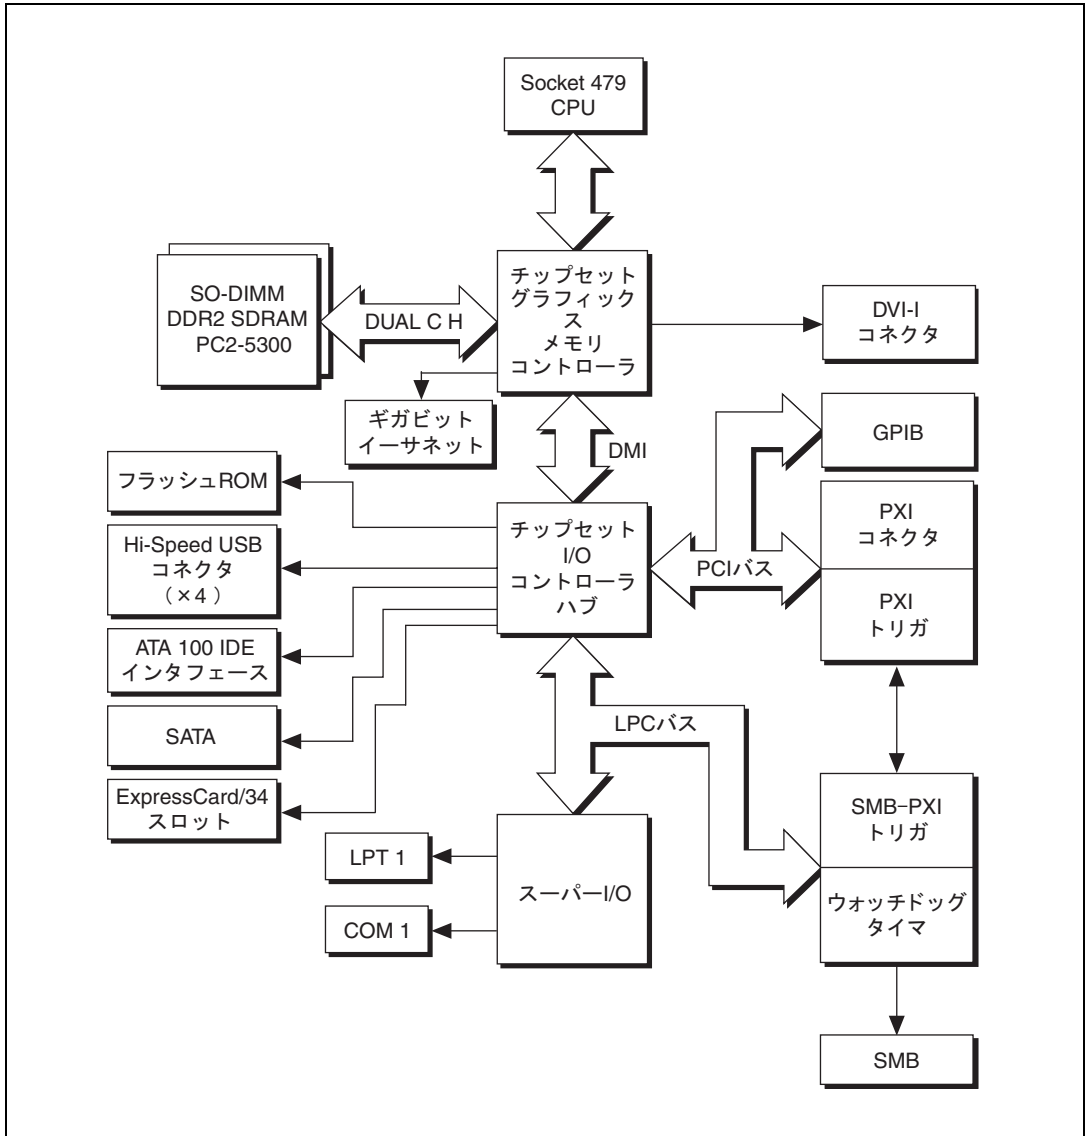 Socket 479
CPU
SO-DIMM
DDR2 SDRAM
PC2-5300
DUAL C H
チップセット
グラフィック
ス
メモリ
コントローラ
DVI-I
コネクタ
ギガビット
イーサネット
DMI
GPIB
フラッシュROM
Hi-Speed USB
コネクタ
（×4）
ATA 100 IDE
インタフェース
SATA
ExpressCard/34
スロット
チップセット
I/O
コントローラ
ハブ
PCIバス
PXI
コネクタ
PXI
トリガ
LPCバス
LPT 1
COM 1
スーパーI/O
SMB-PXI
トリガ
ウォッチドッグ
タイマ
SMB